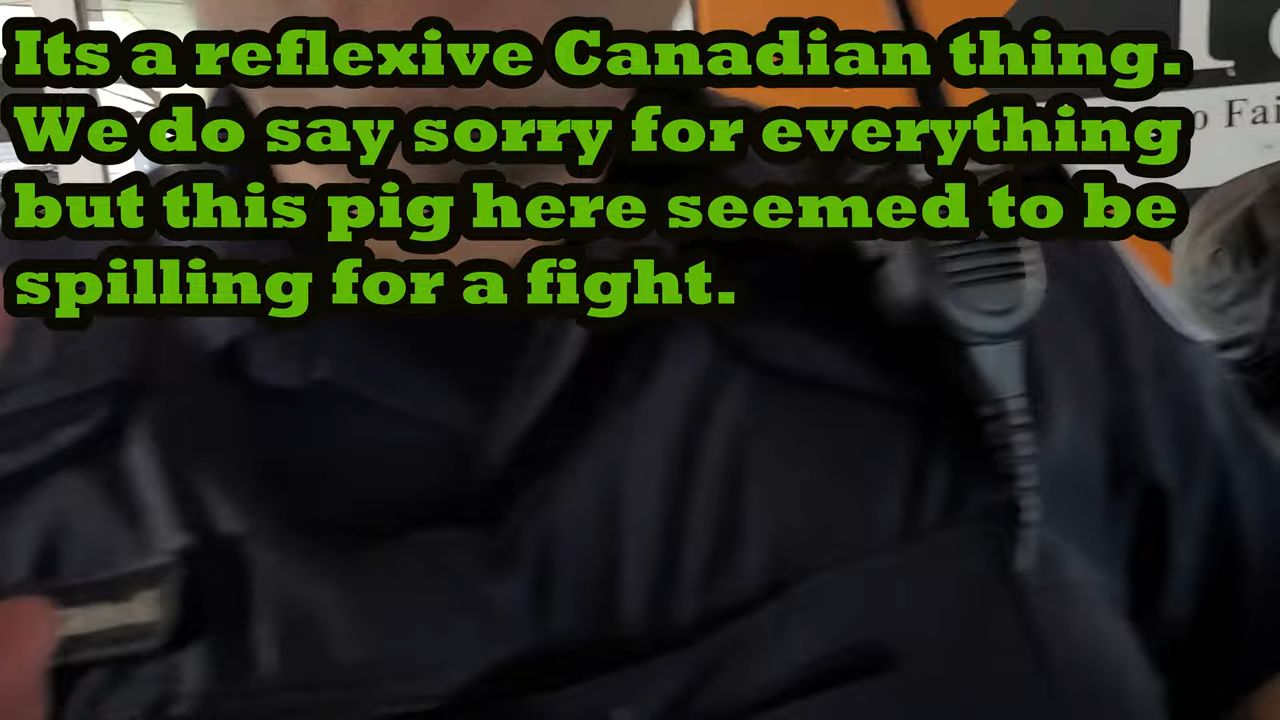 Its a reflexive Canadian thing.
We do say sorry for everything
but this pig here seemed to be
spilling for a fight.